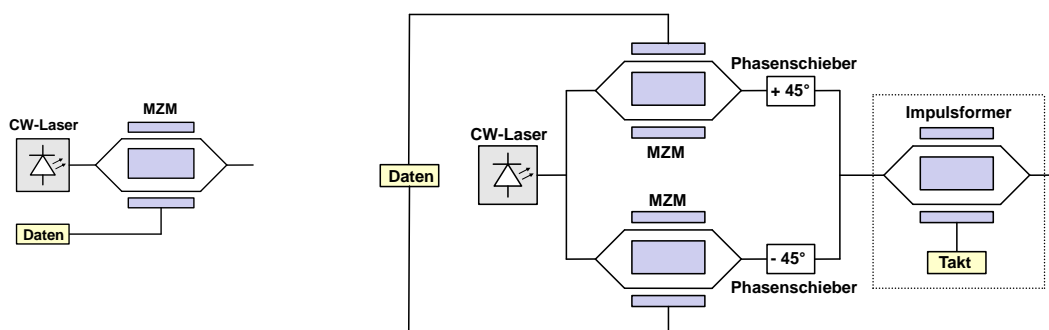 MZM
CW-Laser
Daten
Phasenschieber
+ 45°
MZM
CW-Laser
Daten
MZM
- 45°
Phasenschieber
Impulsformer
Takt